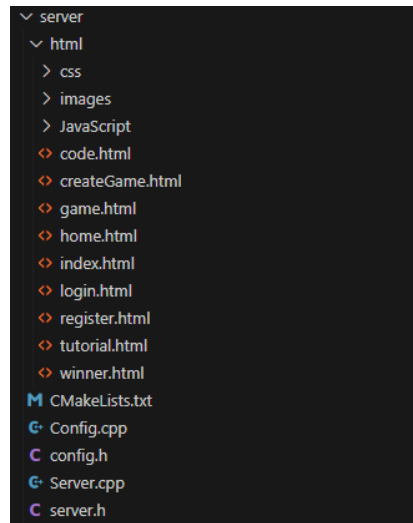 server
html
css
images
JavaScript
code.html
createGame.html
game.html
home.html
index.html
login.html
register.html
tutorial.html
winner.html
CMakeLists.txt
Config.cpp
config.h
Server.cpp
server.h